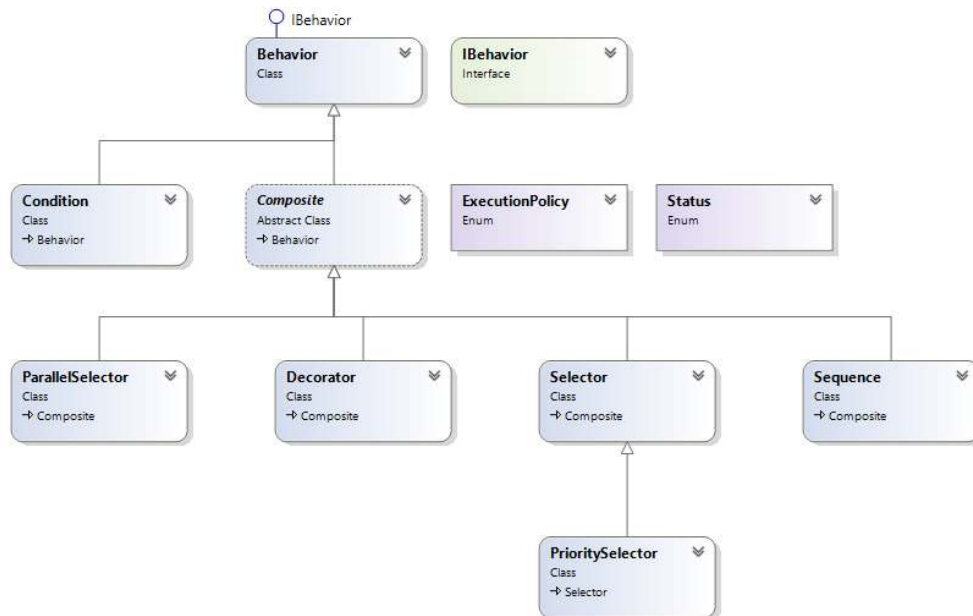 IBehavior
Behavior
Class
IBehavior
Interface
Condition
Class
Behavior
Composite
Abstract Class
Behavior
ExecutionPolicy
Enum
Status
Enum
ParallelSelector
Class
Composite
Decorator
Class
Composite
Selector
Class
Composite
Sequence
Class
Composite
PrioritySelector
Class
Selector